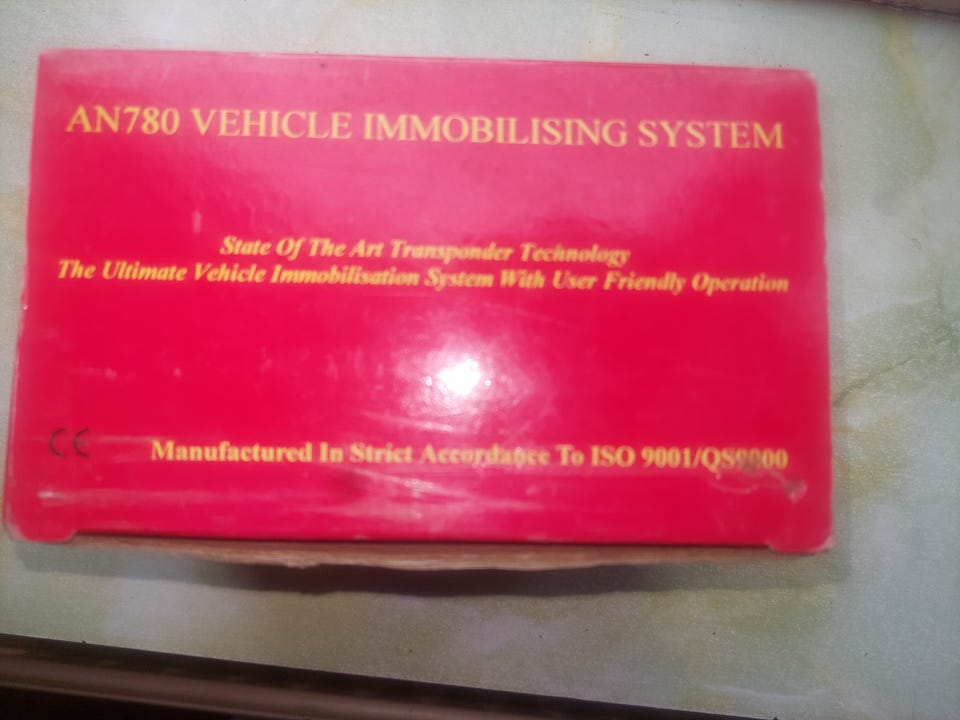 AN780 VEHICLE IMMOBILISING SYSTEM
State Of The Art Transponder Technology
The Ultimate Vehicle Immobilisation System With User Friendly Operation
CE
Manufactured In Strict Accordance To ISO 9001/QS9000